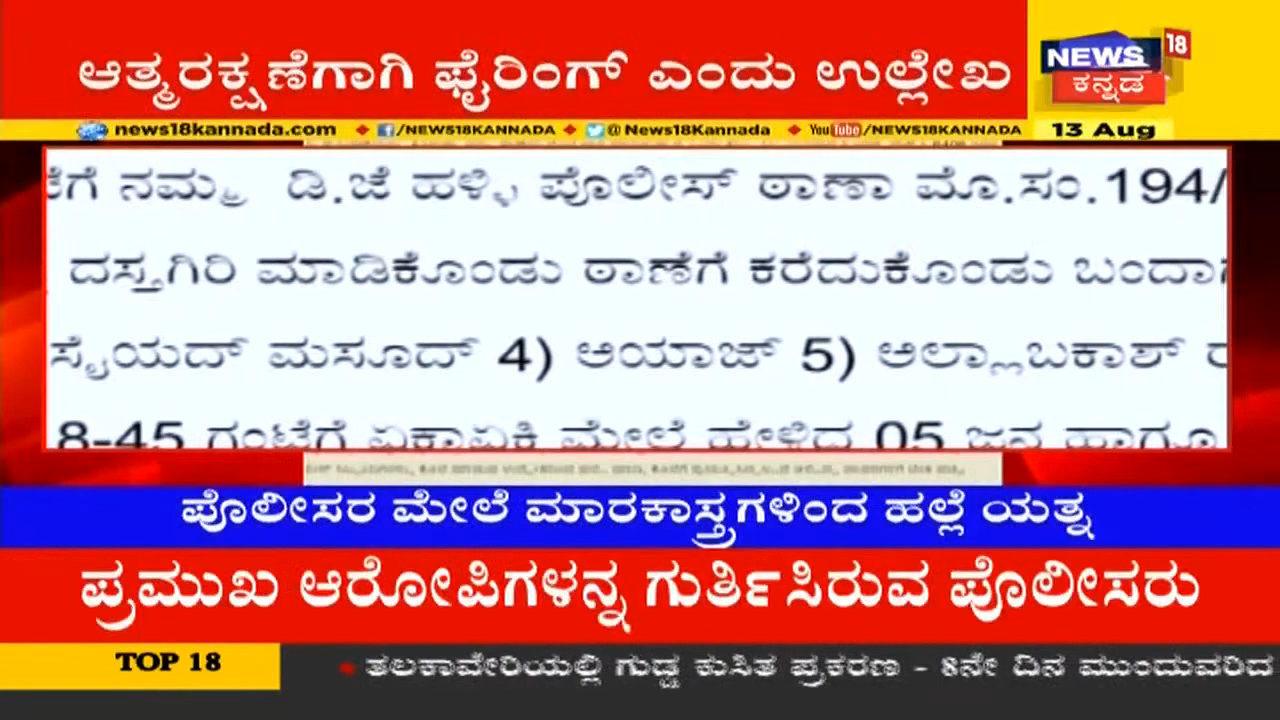 ಆತ್ಮರಕ್ಷಣೆಗಾಗಿ ಫೈರಿಂಗ್ ಎಂದು ಉಲ್ಲೇಖ
NEWS 18
ಕನ್ನಡ
news18kannada.com /NEWS18KANNADA @News18Kannada YouTube/NEWS18KANNADA
13 Aug
ನಮ್ಮ ಡಿ.ಜೆ ಹಳ್ಳಿ ಪೊಲೀಸ್ ಠಾಣಾ ಮೊ.ಸಂ.194/
ದಸ್ತಗಿರಿ ಮಾಡಿಕೊಂಡು ಠಾಣೆಗೆ ಕರೆದುಕೊಂಡು
ಸೈಯದ್ ಮಸೂದ್ 4) ಅಯಾಜ್ 5) ಅಲ್ಲಾಬಕಾಶ್
8-45 ಗಂಟೆಗೆ ಏಕಾಏಕಿ ಮೇಲೆ ಹೇಳಿದ 05 ಜನ ಹಾಗೂ
ಪೊಲೀಸರ ಮೇಲೆ ಮಾರಕಾಸ್ತ್ರಗಳಿಂದ ಹಲ್ಲೆ ಯತ್ನ
ಪ್ರಮುಖ ಆರೋಪಿಗಳನ್ನ ಗುರ್ತಿಸಿರುವ ಪೊಲೀಸರು
TOP 18
ತಲಕಾವೇರಿಯಲ್ಲಿ ಗುಡ್ಡ ಕುಸಿತ ಪ್ರಕರಣ - 8ನೇ ದಿನ ಮುಂದುವರಿದ